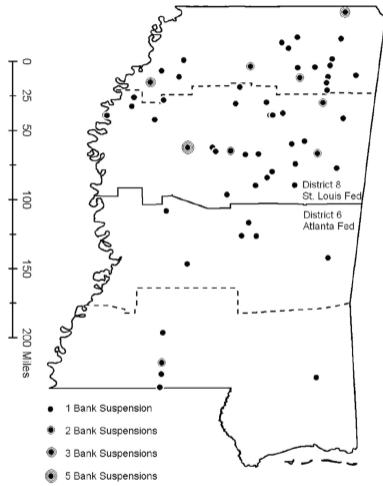 0
50
100
150
200 Miles
District 8
St. Louis Fed
District 6
Atlanta Fed
1 Bank Suspension
2 Bank Suspensions
3 Bank Suspensions
5 Bank Suspensions